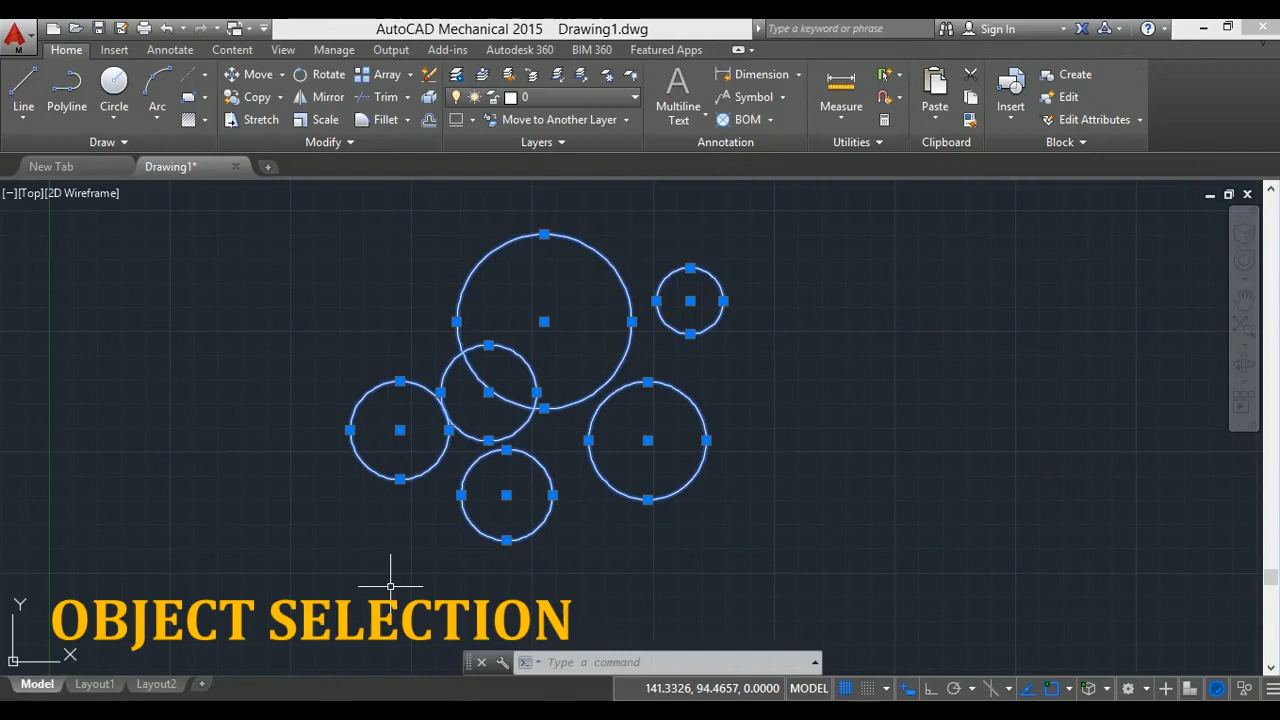 AutoCAD Mechanical 2015 Drawing1.dwg
Type a keyword or phrase
Sign In
Home Insert Annotate Content View Manage Output Add-ins Autodesk 360 BIM 360 Featured Apps
M
Line
Polyline
Circle
Arc
Draw
Move Rotate Array
Copy Mirror Trim
Stretch Scale Fillet
Modify
0
Move to Another Layer
Layers
Multiline
Text
Dimension
Symbol
BOM
Annotation
Measure
Utilities
Paste
Clipboard
Insert
Create
Edit
Edit Attributes
Block
New Tab Drawing1*
[−][Top][2D Wireframe]
Y
X
OBJECT SELECTION
Type a command
Model Layout1 Layout2
141.3326, 94.4657, 0.0000 MODEL